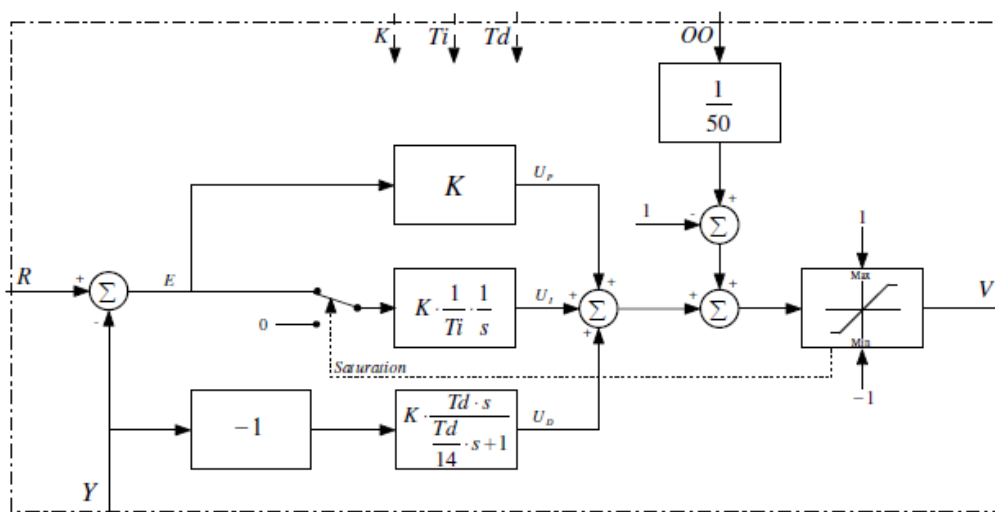 K Ti Td OO
1
50
K
U_P
+
1 - Σ
1
Max
R + Σ E
-
0
K · 1/Ti · 1/s
U_I
+ + Σ +
+ Σ
+
V
Min
-1
Saturation
-1
K · Td · s / (Td/14 · s+1)
U_D
Y